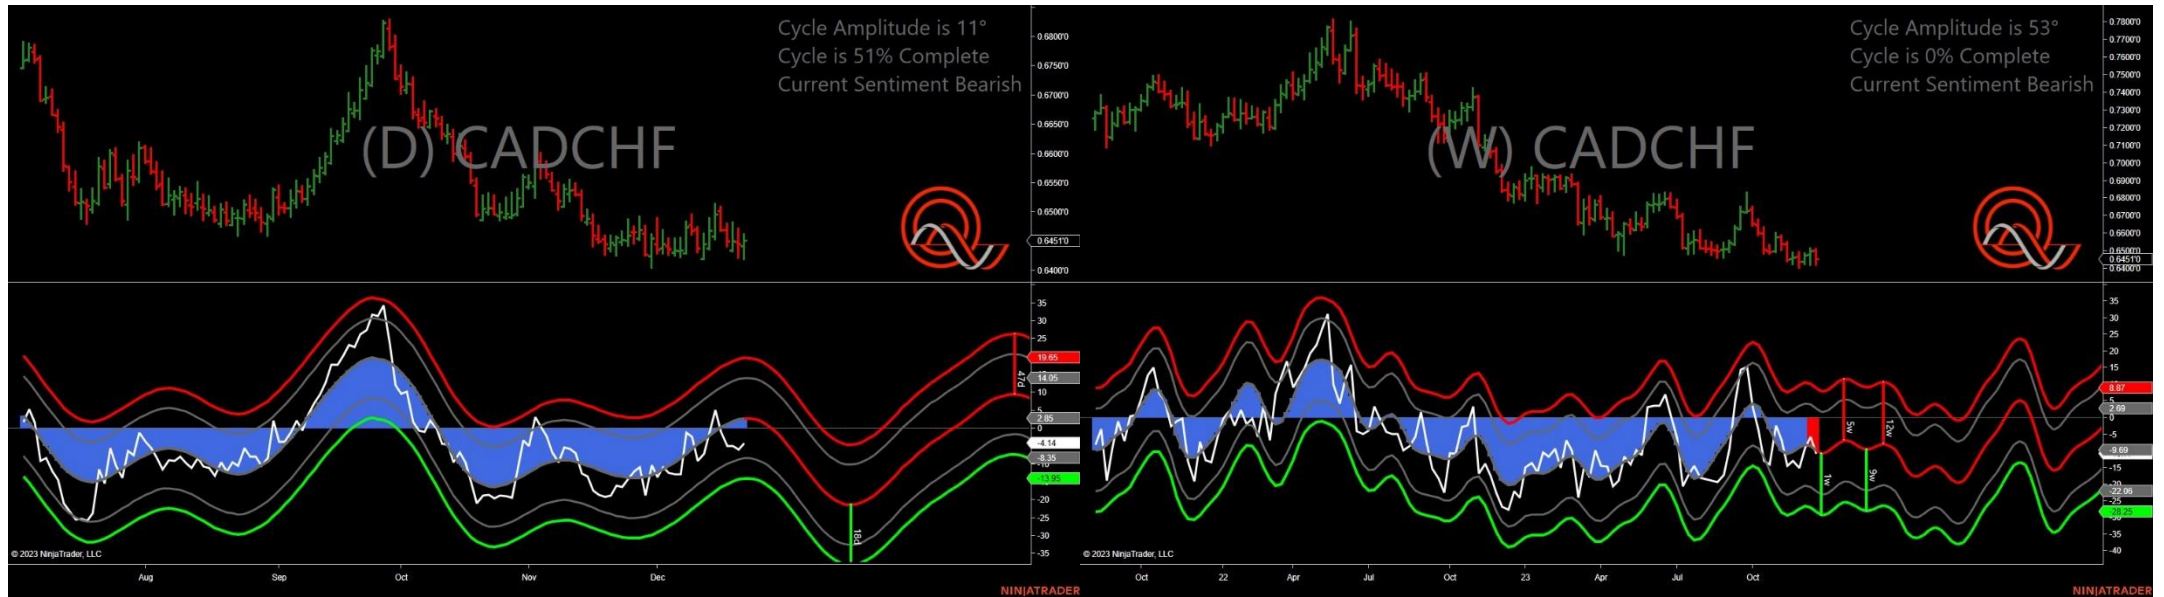 Cycle Amplitude is 11°
Cycle is 51% Complete
Current Sentiment Bearish
(D) CADCHF
0.6800'0
0.6750'0
0.6700'0
0.6650'0
0.6600'0
0.6550'0
0.6500'0
0.6451'0
0.6400'0
35
30
25
19.65
14.05
10
5
2.85
0
-4.14
-8.35
-10
-13.95
-20
-25
-30
-35
47d
18d
© 2023 NinjaTrader, LLC
Aug
Sep
Oct
Nov
Dec
NINJATRADER
Cycle Amplitude is 53°
Cycle is 0% Complete
Current Sentiment Bearish
(W) CADCHF
0.7800'0
0.7700'0
0.7600'0
0.7500'0
0.7400'0
0.7300'0
0.7200'0
0.7100'0
0.7000'0
0.6900'0
0.6800'0
0.6700'0
0.6600'0
0.6500'0
0.6451'0
0.6400'0
35
30
25
20
15
8.87
2.69
0
-5
-9.69
-15
-22.06
-25
-28.25
-35
-40
5w
12w
1w
9w
© 2023 NinjaTrader, LLC
Oct
22
Apr
Jul
Oct
23
Apr
Jul
Oct
NINJATRADER